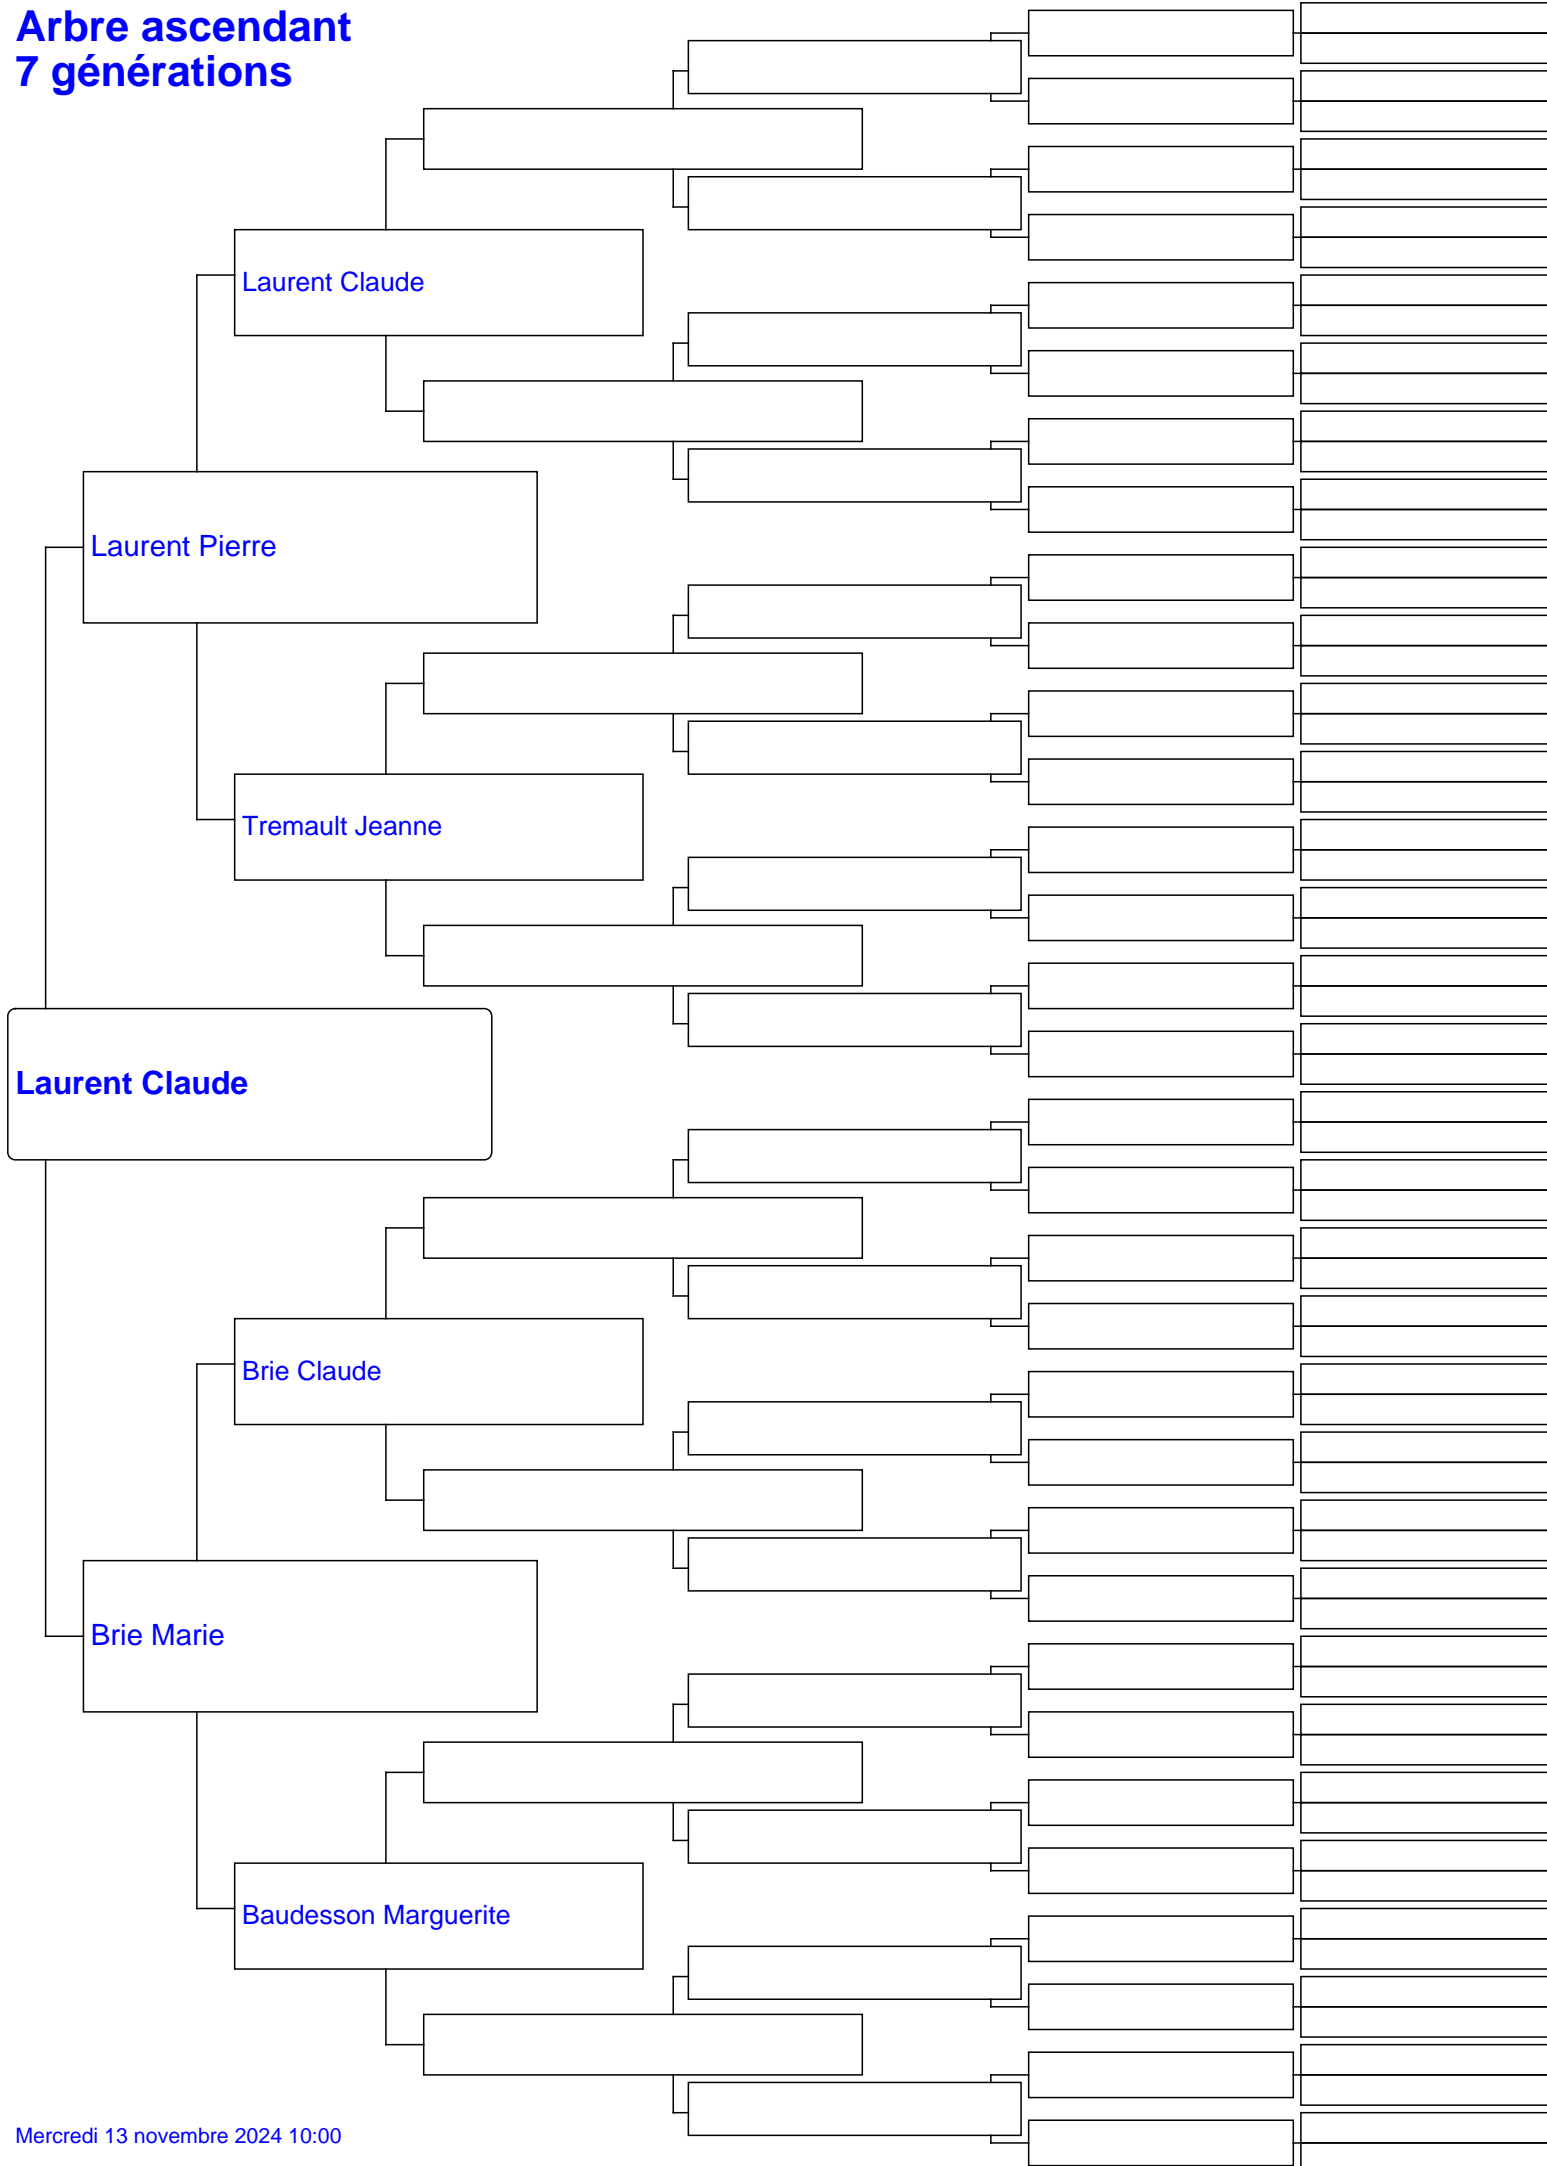 Arbre ascendant
7 générations
Laurent Claude
Laurent Pierre
Tremault Jeanne
Laurent Claude
Brie Claude
Brie Marie
Baudesson Marguerite
Mercredi 13 novembre 2024 10:00